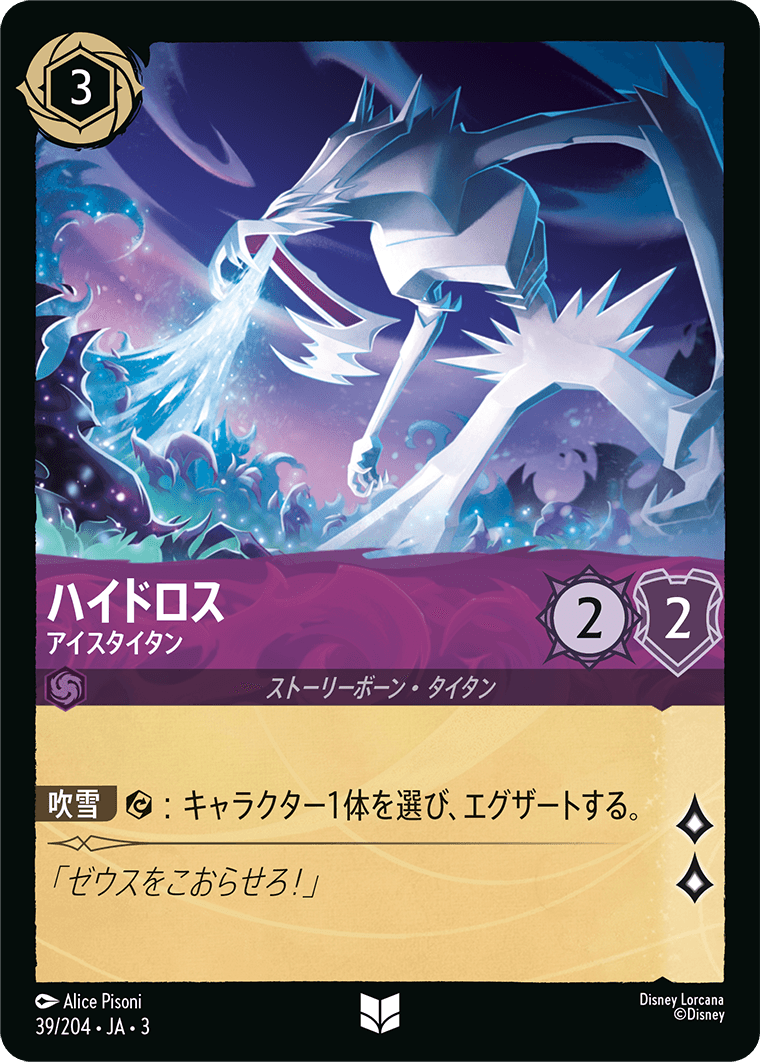 3
ハイドロス
アイスタイタン
2
2
ストーリーボーン・タイタン
吹雪 : キャラクター1体を選び、エグザートする。
「ゼウスをこおらせろ！」
Alice Pisoni
39/204・JA・3
Disney Lorcana
©Disney